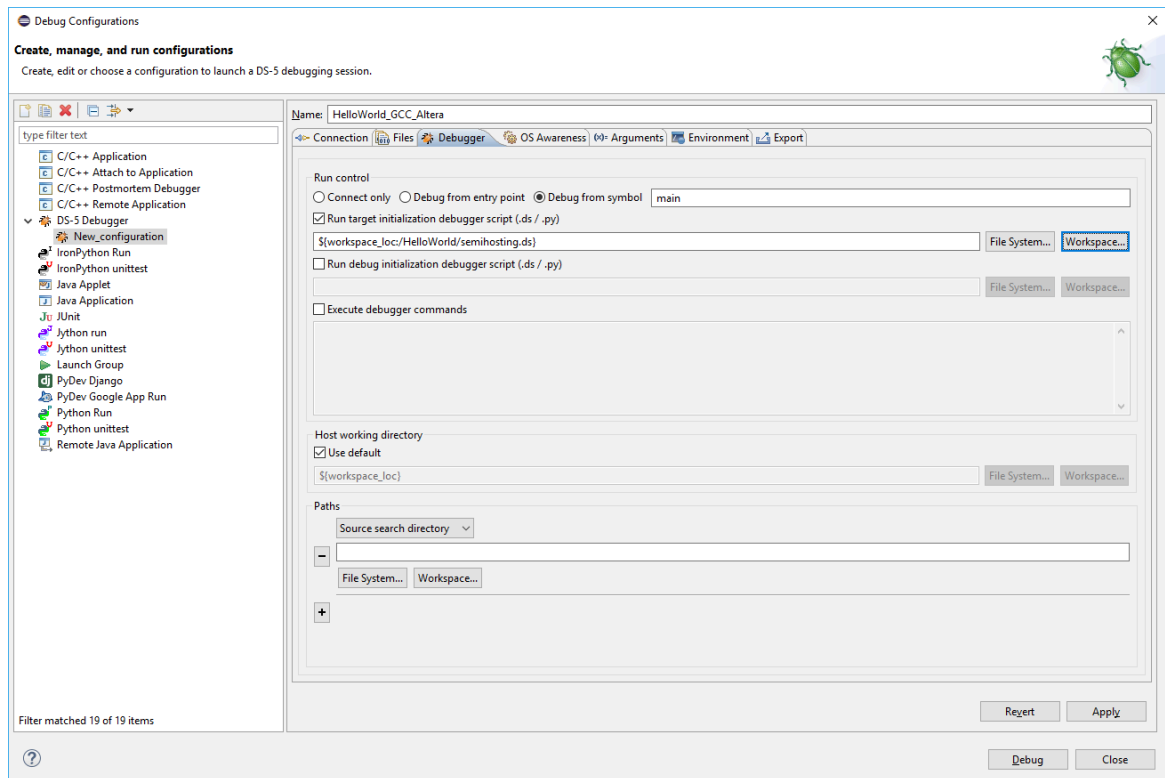 Debug Configurations
Create, manage, and run configurations
Create, edit or choose a configuration to launch a DS-5 debugging session.
type filter text
C/C++ Application
C/C++ Attach to Application
C/C++ Postmortem Debugger
C/C++ Remote Application
DS-5 Debugger
New_configuration
IronPython Run
IronPython unittest
Java Applet
Java Application
JUnit
Jython run
Jython unittest
Launch Group
PyDev Django
PyDev Google App Run
Python Run
Python unittest
Remote Java Application
Filter matched 19 of 19 items
Name: HelloWorld_GCC_Altera
Connection Files Debugger OS Awareness (x)= Arguments Environment Export
Run control
Connect only Debug from entry point Debug from symbol main
Run target initialization debugger script (.ds / .py)
${workspace_loc:/HelloWorld/semihosting.ds} File System... Workspace...
Run debug initialization debugger script (.ds / .py)
File System... Workspace...
Execute debugger commands
Host working directory
Use default
${workspace_loc} File System... Workspace...
Paths
Source search directory
File System... Workspace...
Revert Apply
Debug Close